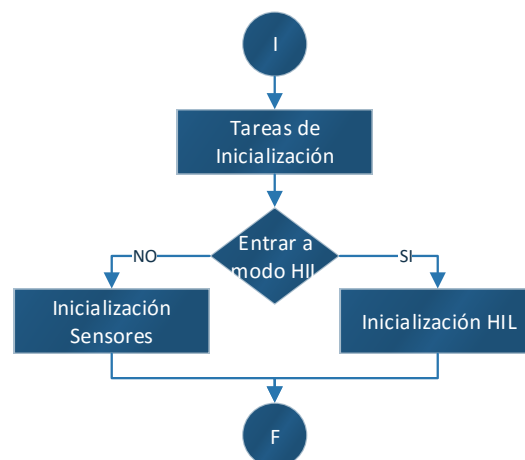 I
Tareas de
Inicialización
Entrar a
modo HIL
NO
SI
Inicialización
Sensores
Inicialización HIL
F